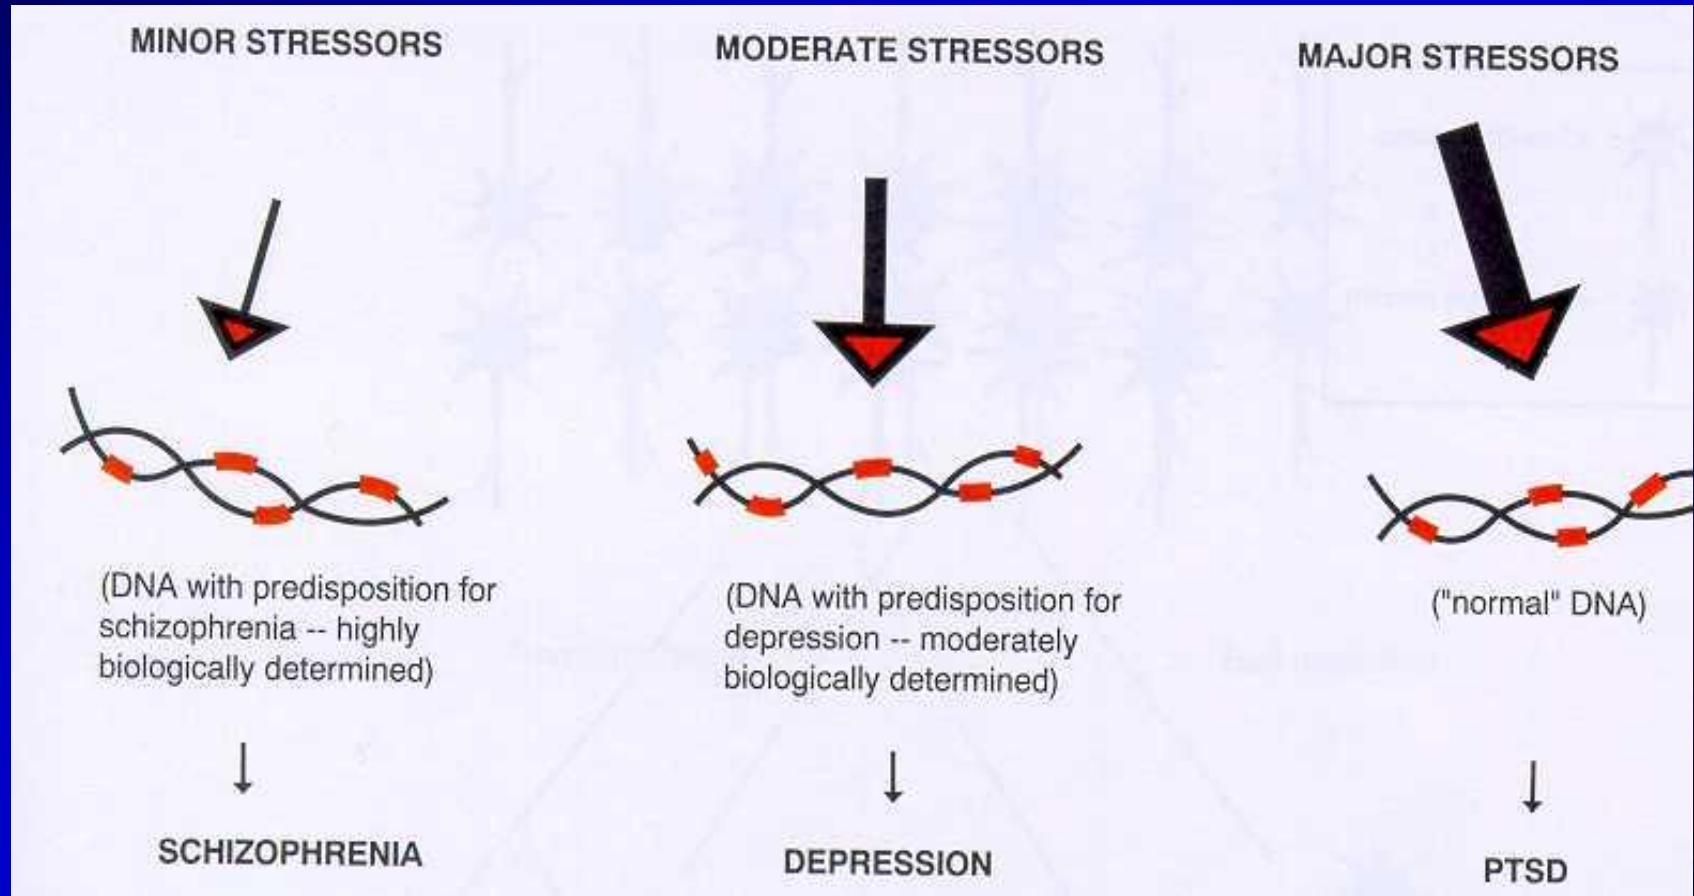 MINOR STRESSORS
MODERATE STRESSORS
MAJOR STRESSORS
(DNA with predisposition for
schizophrenia -- highly
biologically determined)
(DNA with predisposition for
depression -- moderately
biologically determined)
("normal" DNA)
SCHIZOPHRENIA
DEPRESSION
PTSD